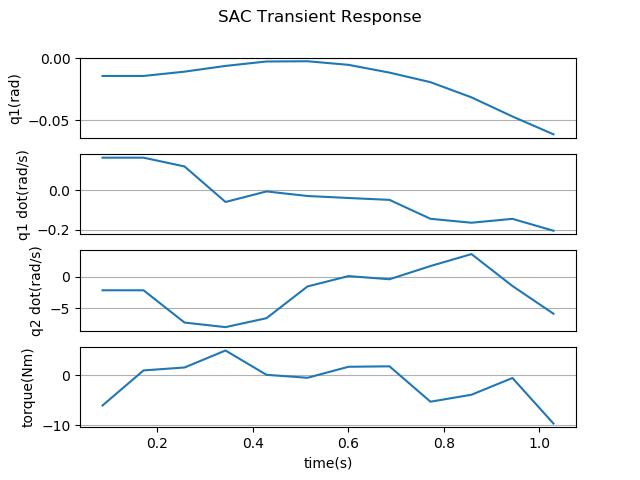 SAC Transient Response
0.00
−0.05
q1(rad)
0.0
−0.2
q1 dot(rad/s)
0
−5
q2 dot(rad/s)
0
−10
torque(Nm)
0.2 0.4 0.6 0.8 1.0
time(s)